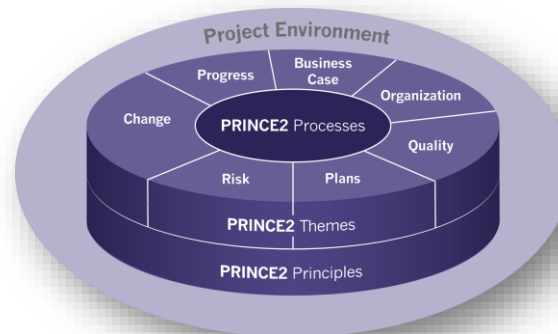 Project Environment
Business
Case
Progress
Organization
Change
PRINCE2 Processes
Quality
Risk
Plans
PRINCE2 Themes
PRINCE2 Principles